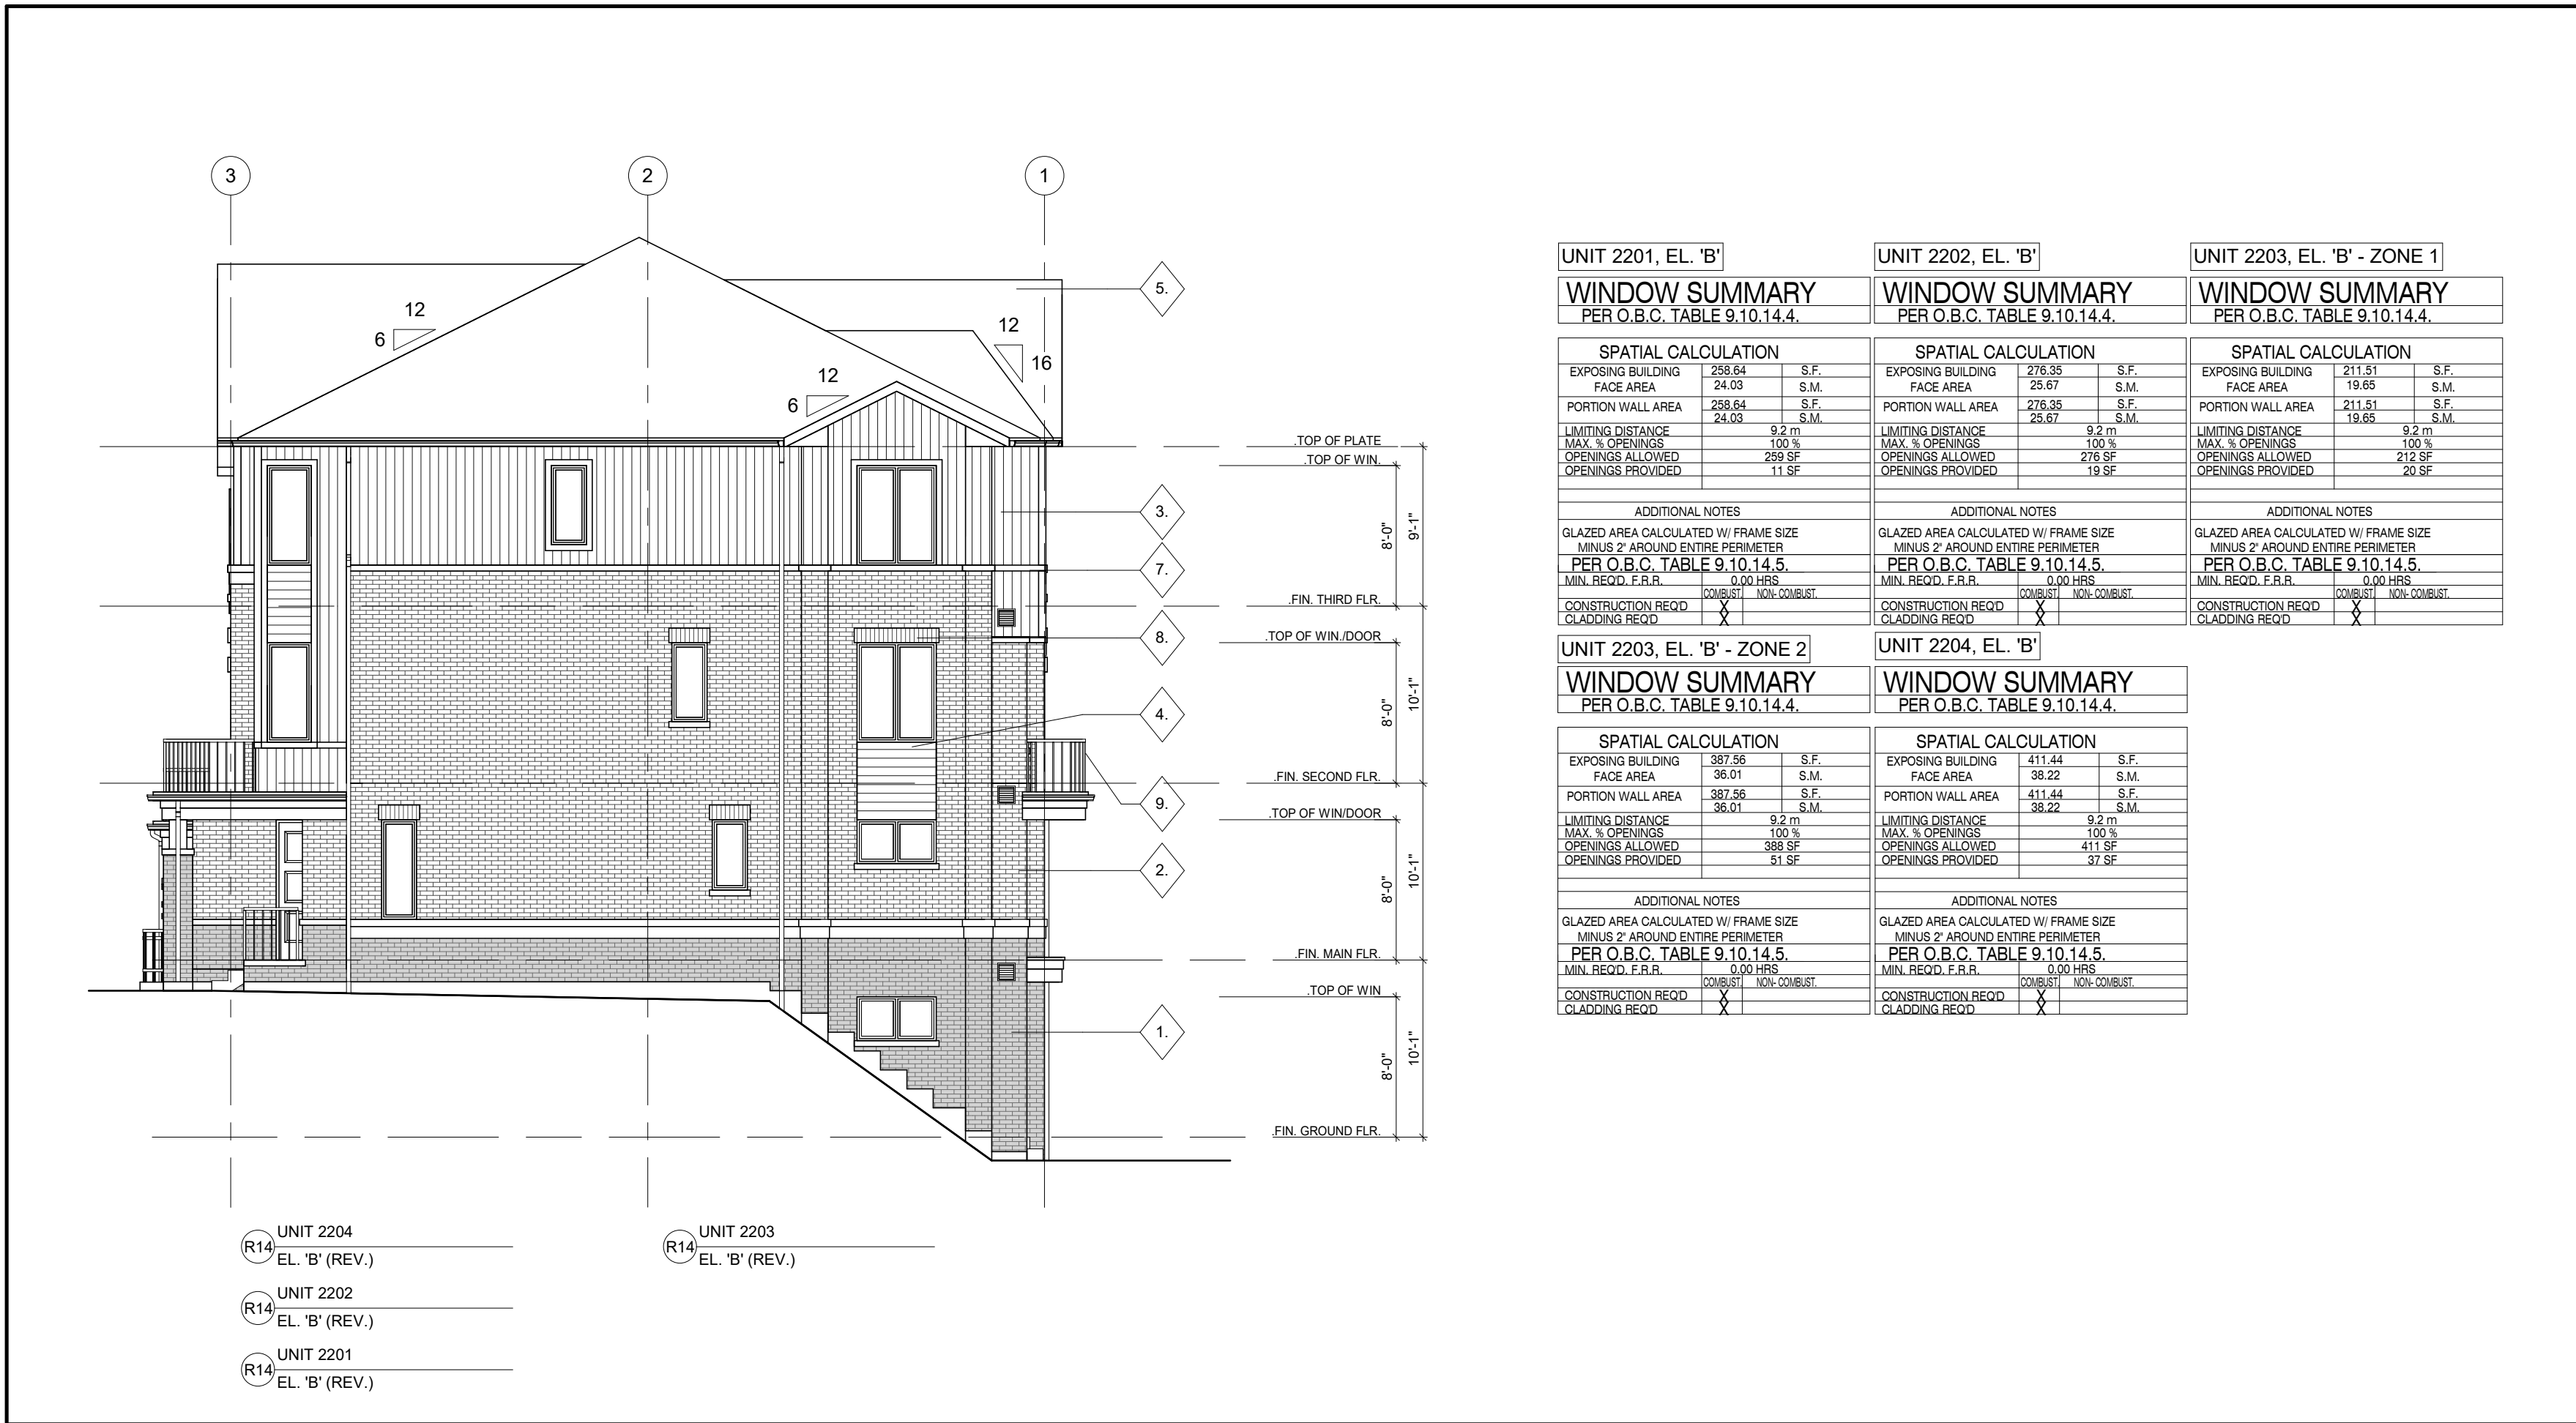 3
2
1
12
6
12
16
12
6
5.
3.
7.
8.
4.
9.
2.
1.
.TOP OF PLATE
.TOP OF WIN.
8'-0"
9'-1"
.FIN. THIRD FLR.
.TOP OF WIN./DOOR
8'-0"
10'-1"
.FIN. SECOND FLR.
.TOP OF WIN/DOOR
8'-0"
10'-1"
.FIN. MAIN FLR.
.TOP OF WIN
8'-0"
10'-1"
.FIN. GROUND FLR.
R14
UNIT 2204
EL. 'B' (REV.)
R14
UNIT 2203
EL. 'B' (REV.)
R14
UNIT 2202
EL. 'B' (REV.)
R14
UNIT 2201
EL. 'B' (REV.)
UNIT 2201, EL. 'B'
WINDOW SUMMARY
PER O.B.C. TABLE 9.10.14.4.
SPATIAL CALCULATION
EXPOSING BUILDING 258.64 S.F.
FACE AREA 24.03 S.M.
PORTION WALL AREA 258.64 S.F.
24.03 S.M.
LIMITING DISTANCE 9.2 m
MAX. % OPENINGS 100 %
OPENINGS ALLOWED 259 SF
OPENINGS PROVIDED 11 SF
ADDITIONAL NOTES
GLAZED AREA CALCULATED W/ FRAME SIZE
MINUS 2" AROUND ENTIRE PERIMETER
PER O.B.C. TABLE 9.10.14.5.
MIN. REQ'D. F.R.R. 0.00 HRS
COMBUST. NON- COMBUST.
CONSTRUCTION REQ'D X
CLADDING REQ'D X
UNIT 2202, EL. 'B'
WINDOW SUMMARY
PER O.B.C. TABLE 9.10.14.4.
SPATIAL CALCULATION
EXPOSING BUILDING 276.35 S.F.
FACE AREA 25.67 S.M.
PORTION WALL AREA 276.35 S.F.
25.67 S.M.
LIMITING DISTANCE 9.2 m
MAX. % OPENINGS 100 %
OPENINGS ALLOWED 276 SF
OPENINGS PROVIDED 19 SF
ADDITIONAL NOTES
GLAZED AREA CALCULATED W/ FRAME SIZE
MINUS 2" AROUND ENTIRE PERIMETER
PER O.B.C. TABLE 9.10.14.5.
MIN. REQ'D. F.R.R. 0.00 HRS
COMBUST. NON- COMBUST.
CONSTRUCTION REQ'D X
CLADDING REQ'D X
UNIT 2203, EL. 'B' - ZONE 1
WINDOW SUMMARY
PER O.B.C. TABLE 9.10.14.4.
SPATIAL CALCULATION
EXPOSING BUILDING 211.51 S.F.
FACE AREA 19.65 S.M.
PORTION WALL AREA 211.51 S.F.
19.65 S.M.
LIMITING DISTANCE 9.2 m
MAX. % OPENINGS 100 %
OPENINGS ALLOWED 212 SF
OPENINGS PROVIDED 20 SF
ADDITIONAL NOTES
GLAZED AREA CALCULATED W/ FRAME SIZE
MINUS 2" AROUND ENTIRE PERIMETER
PER O.B.C. TABLE 9.10.14.5.
MIN. REQ'D. F.R.R. 0.00 HRS
COMBUST. NON- COMBUST.
CONSTRUCTION REQ'D X
CLADDING REQ'D X
UNIT 2203, EL. 'B' - ZONE 2
WINDOW SUMMARY
PER O.B.C. TABLE 9.10.14.4.
SPATIAL CALCULATION
EXPOSING BUILDING 387.56 S.F.
FACE AREA 36.01 S.M.
PORTION WALL AREA 387.56 S.F.
36.01 S.M.
LIMITING DISTANCE 9.2 m
MAX. % OPENINGS 100 %
OPENINGS ALLOWED 388 SF
OPENINGS PROVIDED 51 SF
ADDITIONAL NOTES
GLAZED AREA CALCULATED W/ FRAME SIZE
MINUS 2" AROUND ENTIRE PERIMETER
PER O.B.C. TABLE 9.10.14.5.
MIN. REQ'D. F.R.R. 0.00 HRS
COMBUST. NON- COMBUST.
CONSTRUCTION REQ'D X
CLADDING REQ'D X
UNIT 2204, EL. 'B'
WINDOW SUMMARY
PER O.B.C. TABLE 9.10.14.4.
SPATIAL CALCULATION
EXPOSING BUILDING 411.44 S.F.
FACE AREA 38.22 S.M.
PORTION WALL AREA 411.44 S.F.
38.22 S.M.
LIMITING DISTANCE 9.2 m
MAX. % OPENINGS 100 %
OPENINGS ALLOWED 411 SF
OPENINGS PROVIDED 37 SF
ADDITIONAL NOTES
GLAZED AREA CALCULATED W/ FRAME SIZE
MINUS 2" AROUND ENTIRE PERIMETER
PER O.B.C. TABLE 9.10.14.5.
MIN. REQ'D. F.R.R. 0.00 HRS
COMBUST. NON- COMBUST.
CONSTRUCTION REQ'D X
CLADDING REQ'D X